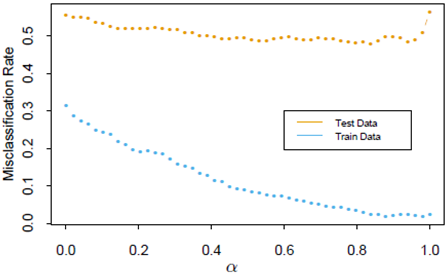 Misclassification Rate
0.5
0.4
0.3
0.2
0.1
0.0
Test Data
Train Data
0.0 0.2 0.4 0.6 0.8 1.0
α